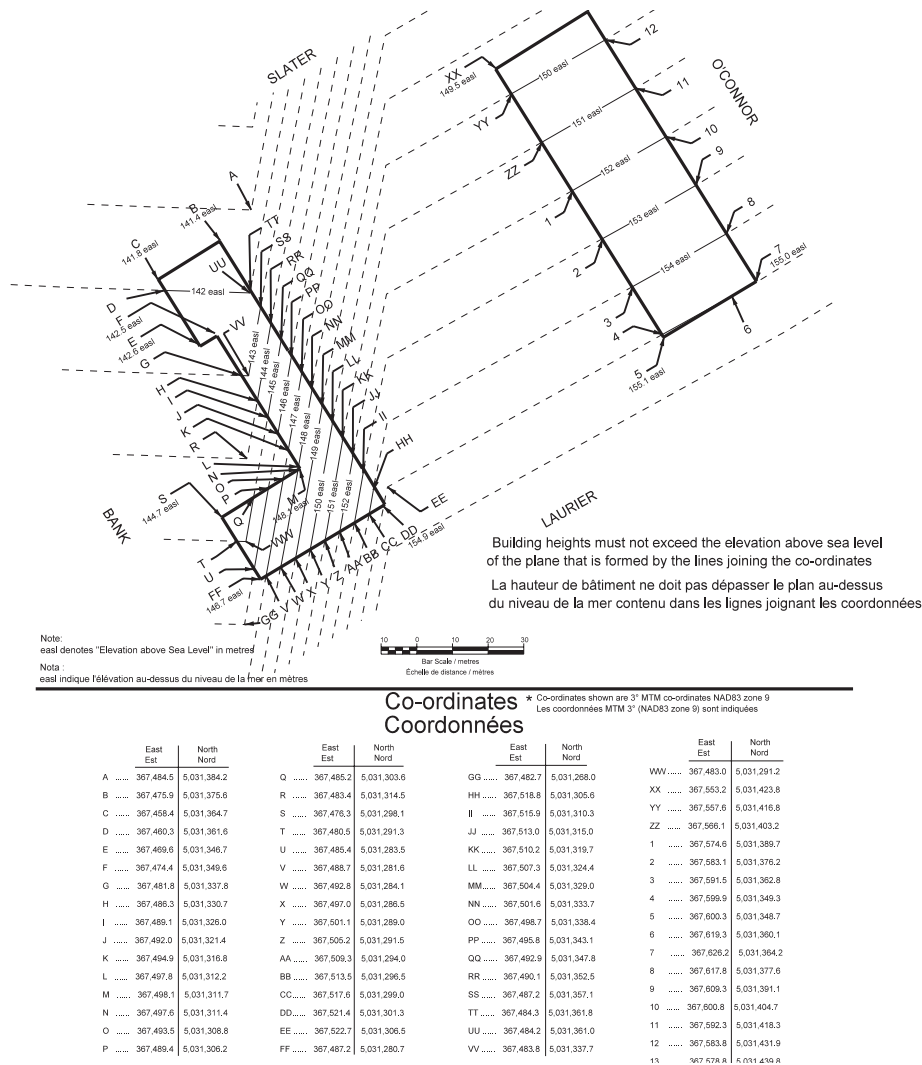 SLATER
O'CONNOR
BANK
LAURIER
XX
149.5 easl
YY
ZZ
1
2
3
4
5
155.1 easl
6
7
155.0 easl
8
9
10
11
12
150 easl
151 easl
152 easl
153 easl
154 easl
A
B
141.4 easl
C
141.8 easl
D
F
142.5 easl
E
142.6 easl
G
H
I
J
K
R
L
N
O
P
Q
S
144.7 easl
T
U
FF
146.7 easl
GG
V
W
X
Y
Z
AA
BB
CC
DD
154.9 easl
EE
HH
II
JJ
KK
LL
MM
NN
OO
PP
QQ
RR
SS
TT
UU
VV
WW
M
148.1 easl
142 easl
143 easl
144 easl
145 easl
146 easl
147 easl
148 easl
149 easl
150 easl
151 easl
152 easl
Building heights must not exceed the elevation above sea level
of the plane that is formed by the lines joining the co-ordinates
La hauteur de bâtiment ne doit pas dépasser le plan au-dessus
du niveau de la mer contenu dans les lignes joignant les coordonnées
Note:
easl denotes "Elevation above Sea Level" in metres
Nota :
easl indique l'élévation au-dessus du niveau de la mer en mètres
10 0 10 20 30
Bar Scale / metres
Échelle de distance / mètres
Co-ordinates
Coordonnées
* Co-ordinates shown are 3° MTM co-ordinates NAD83 zone 9
Les coordonnées MTM 3° (NAD83 zone 9) sont indiquées
East North
Est Nord
A ...... 367,484.5 5,031,384.2
B ...... 367,475.9 5,031,375.6
C ...... 367,458.4 5,031,364.7
D ...... 367,460.3 5,031,361.6
E ...... 367,469.6 5,031,346.7
F ...... 367,474.4 5,031,349.6
G ...... 367,481.8 5,031,337.8
H ...... 367,486.3 5,031,330.7
I ...... 367,489.1 5,031,326.0
J ...... 367,492.0 5,031,321.4
K ...... 367,494.9 5,031,316.8
L ...... 367,497.8 5,031,312.2
M ...... 367,498.1 5,031,311.7
N ...... 367,497.6 5,031,311.4
O ...... 367,493.5 5,031,308.8
P ...... 367,489.4 5,031,306.2
East North
Est Nord
Q ...... 367,485.2 5,031,303.6
R ...... 367,483.4 5,031,314.5
S ...... 367,476,3 5,031,298,1
T ...... 367,480.5 5,031,291.3
U ...... 367,485.4 5,031,283.5
V ...... 367,488.7 5,031,281.6
W ...... 367,492.8 5,031,284.1
X ...... 367,497.0 5,031,286.5
Y ...... 367,501.1 5,031,289.0
Z ...... 367,505.2 5,031,291.5
AA ...... 367,509,3 5,031,294.0
BB ...... 367,513.5 5,031,296.5
CC...... 367,517.6 5,031,299.0
DD...... 367,521.4 5,031,301.3
EE ...... 367,522.7 5,031,306.5
FF ...... 367,487.2 5,031,280.7
East North
Est Nord
GG ...... 367,482.7 5,031,268.0
HH ...... 367,518.8 5,031,305.6
II ...... 367,515.9 5,031,310.3
JJ ...... 367,513.0 5,031,315.0
KK ...... 367,510.2 5,031,319.7
LL ...... 367,507.3 5,031,324.4
MM...... 367,504.4 5,031,329.0
NN ...... 367,501.6 5,031,333.7
OO ...... 367,498.7 5,031,338.4
PP ...... 367,495.8 5,031,343.1
QQ ...... 367,492.9 5,031,347.8
RR ...... 367,490.1 5,031,352.5
SS ...... 367,487.2 5,031,357.1
TT ...... 367,484.3 5,031,361.8
UU ...... 367,484.2 5,031,361.0
VV ...... 367,483.8 5,031,337.7
East North
Est Nord
WW...... 367,483.0 5,031,291.2
XX ...... 367,553,2 5,031,423.8
YY ...... 367,557.6 5,031,416.8
ZZ ...... 367,566.1 5,031,403.2
1 ...... 367,574.6 5,031,389.7
2 ...... 367,583.1 5,031,376.2
3 ...... 367,591.5 5,031,362.8
4 ...... 367,599.9 5,031,349.3
5 ...... 367,600.3 5,031,348.7
6 ...... 367,619.3 5,031,360.1
7 ...... 367,626.2 5,031,364,2
8 ...... 367,617.8 5,031,377.6
9 ...... 367,609.3 5,031,391.1
10 ...... 367,600.8 5,031,404.7
11 ...... 367,592.3 5,031,418.3
12 ...... 367,583.8 5,031,431.9
13 ...... 367,578.8 5,031,439.8